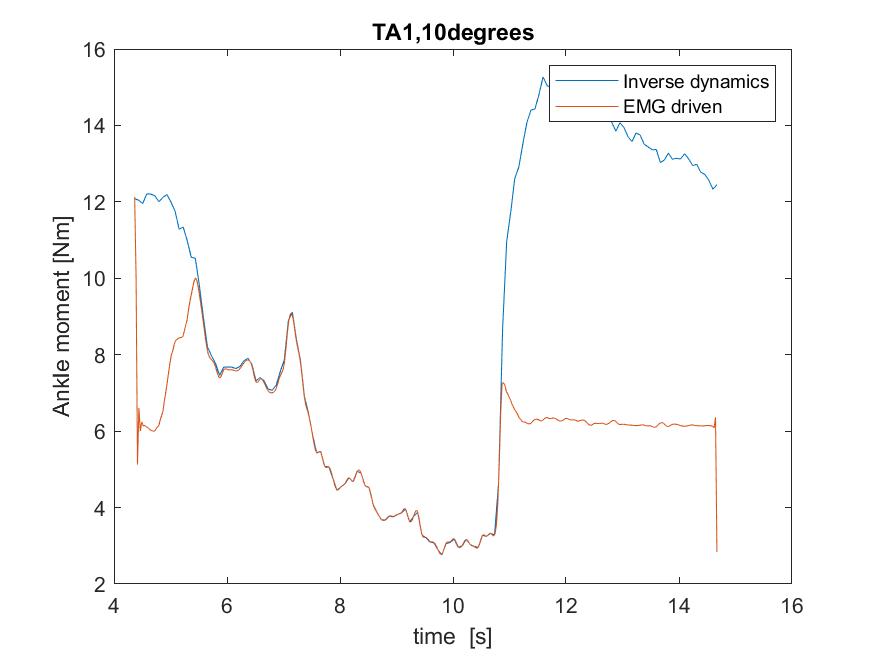 TA1,10degrees
16
14
12
10
8
6
4
2
Ankle moment [Nm]
Inverse dynamics
EMG driven
4 6 8 10 12 14 16
time [s]